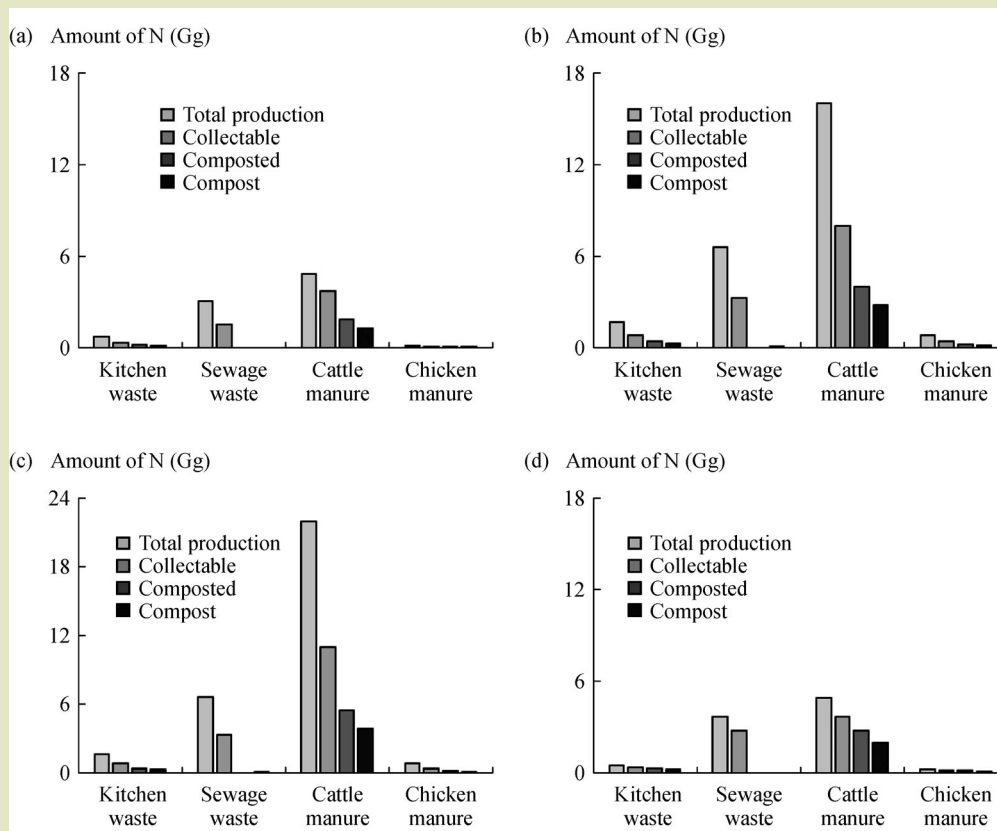 (a) Amount of N (Gg)
18
12
6
0
Total production
Collectable
Composted
Compost
Kitchen waste
Sewage waste
Cattle manure
Chicken manure
(b) Amount of N (Gg)
18
12
6
0
Total production
Collectable
Composted
Compost
Kitchen waste
Sewage waste
Cattle manure
Chicken manure
(c) Amount of N (Gg)
24
18
12
6
0
Total production
Collectable
Composted
Compost
Kitchen waste
Sewage waste
Cattle manure
Chicken manure
(d) Amount of N (Gg)
18
12
6
0
Total production
Collectable
Composted
Compost
Kitchen waste
Sewage waste
Cattle manure
Chicken manure